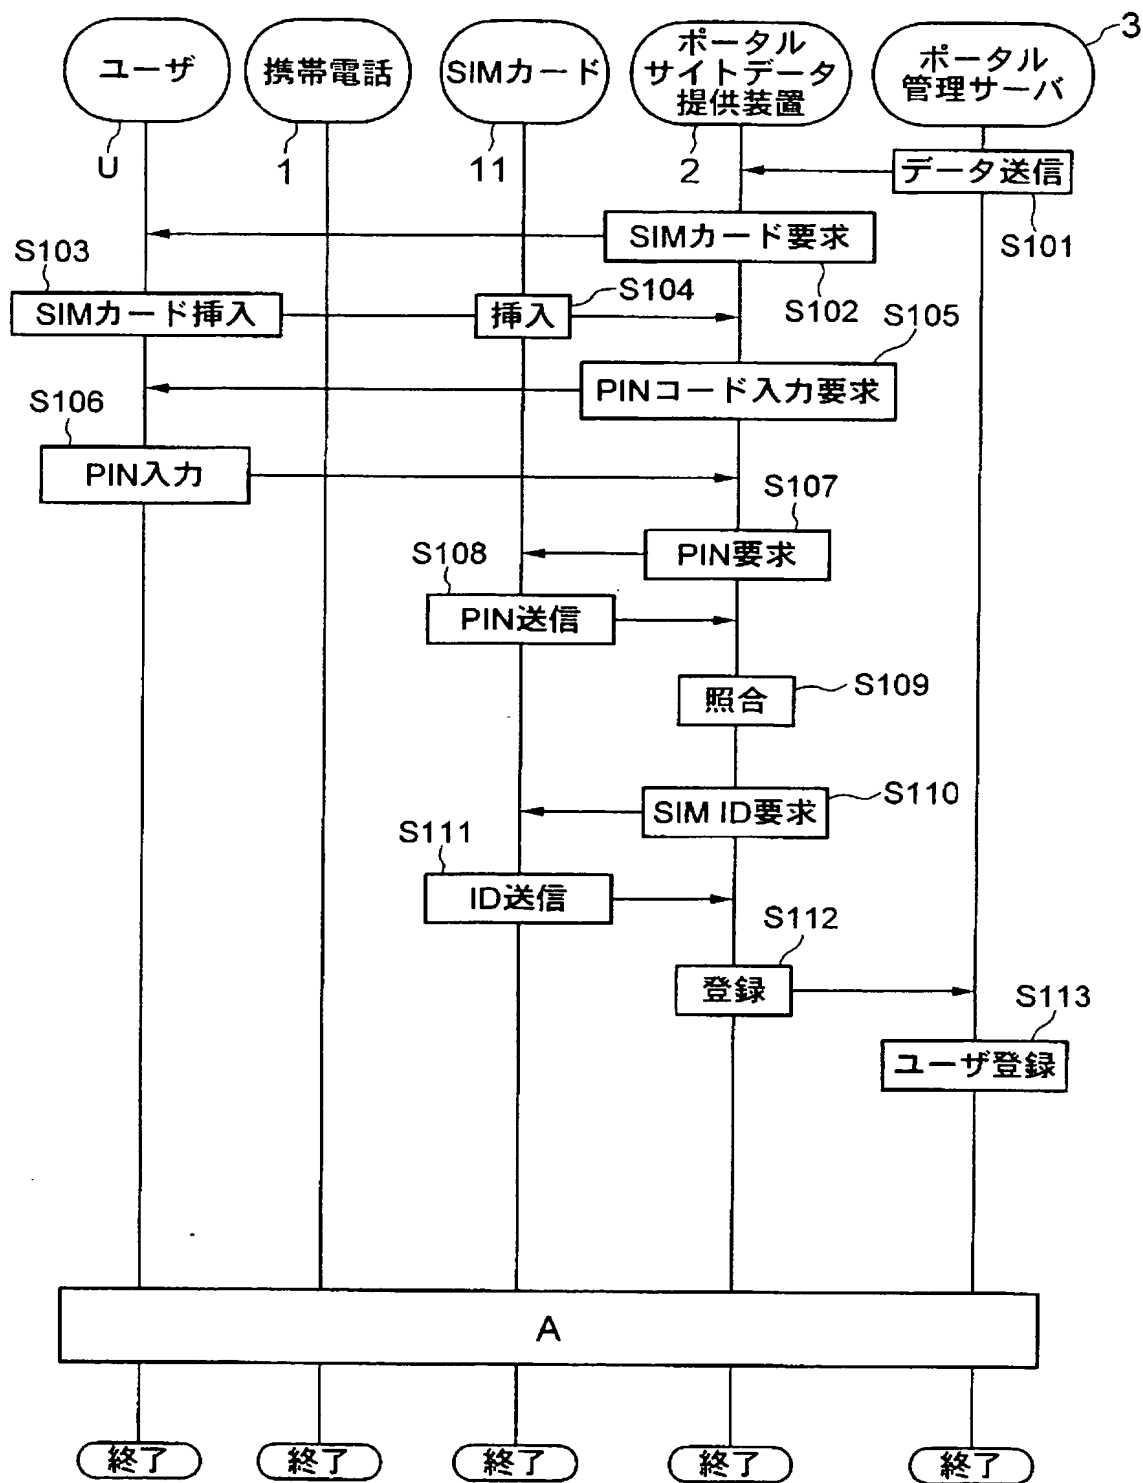 3
ユーザ
携帯電話
SIMカード
ポータル
サイトデータ
提供装置
ポータル
管理サーバ
U
1
11
2
データ送信
S101
SIMカード要求
S102
S103
SIMカード挿入
挿入
S104
S105
PINコード入力要求
S106
PIN入力
S107
PIN要求
S108
PIN送信
照合
S109
SIM ID要求
S110
S111
ID送信
S112
登録
S113
ユーザ登録
A
終了
終了
終了
終了
終了